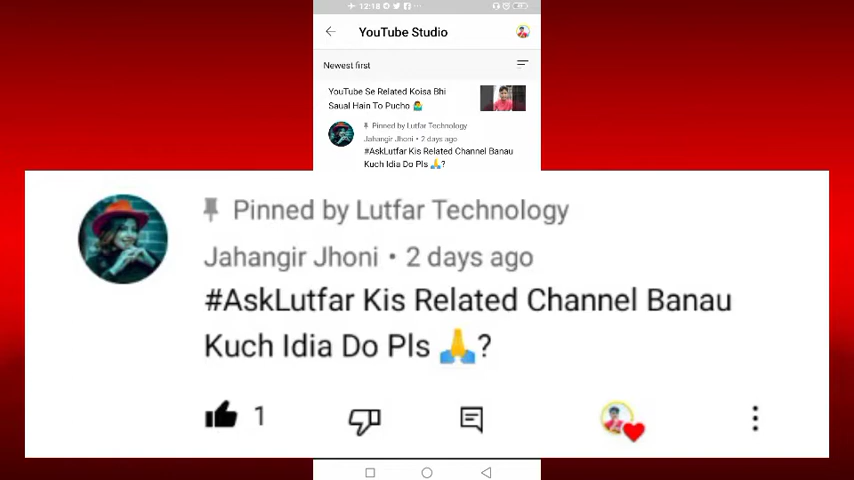 12:18
YouTube Studio
Newest first
YouTube Se Related Koisa Bhi
Saual Hain To Pucho 🤷‍♂️
Pinned by Lutfar Technology
Jahangir Jhoni • 2 days ago
#AskLutfar Kis Related Channel Banau
Kuch Idia Do Pls 🙏?
Pinned by Lutfar Technology
Jahangir Jhoni • 2 days ago
#AskLutfar Kis Related Channel Banau
Kuch Idia Do Pls 🙏?
1